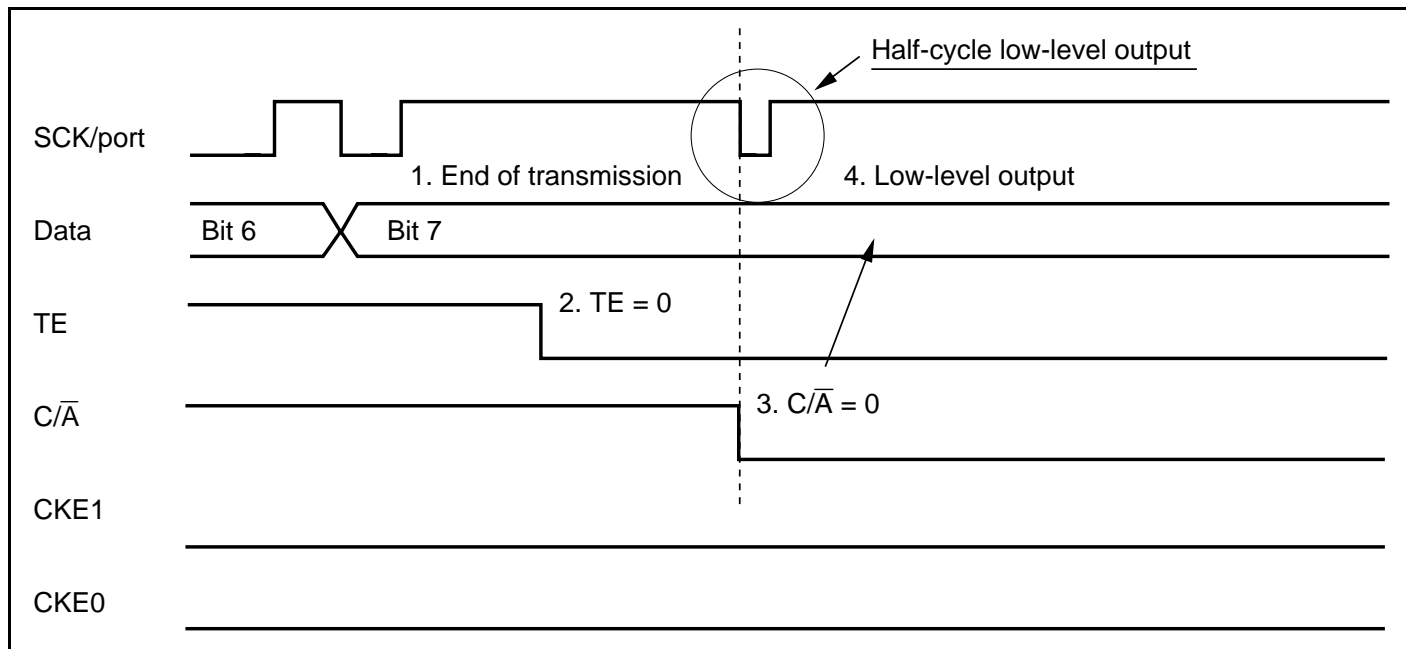 Half-cycle low-level output
SCK/port
1. End of transmission
4. Low-level output
Data
Bit 6
Bit 7
TE
2. TE = 0
C/A̅
3. C/A̅ = 0
CKE1
CKE0